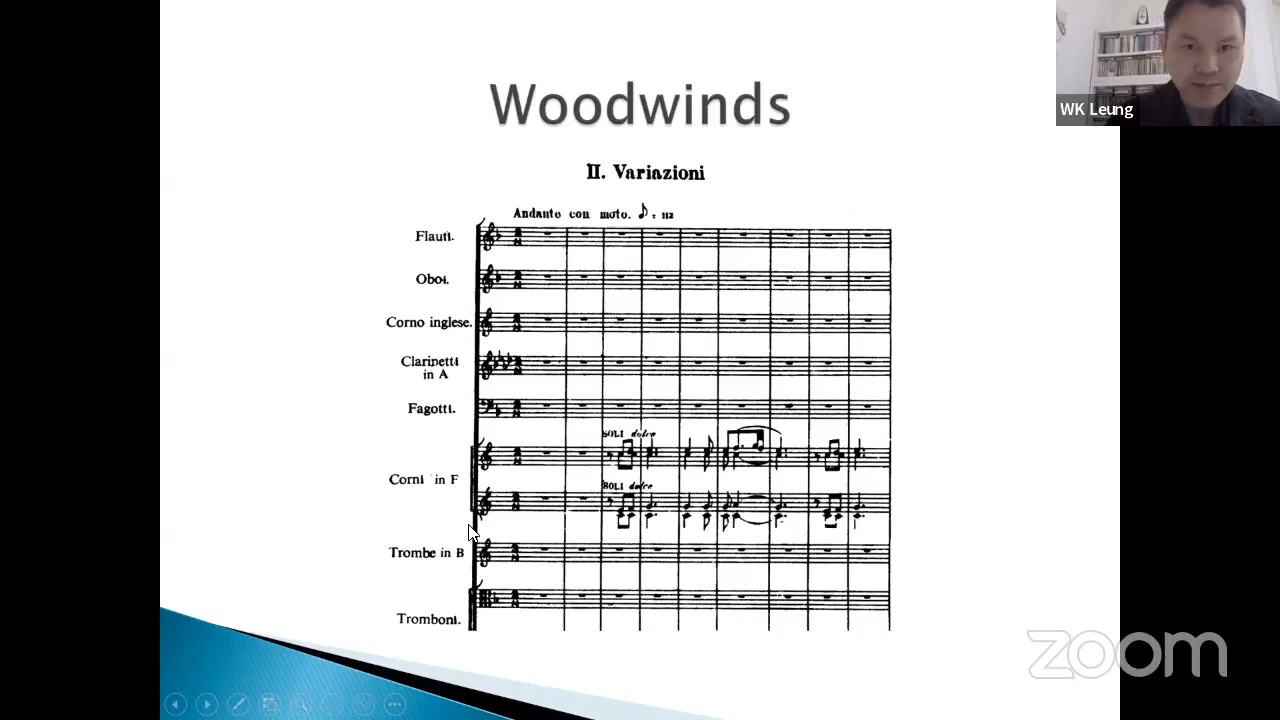 Woodwinds
WK Leung
II. Variazioni
Andante con moto. ♪ = 112
Flauti.
Oboi.
Corno inglese.
Clarinetti
in A
Fagotti.
SOLI dolce
Corni in F
SOLI dolce
Trombe in B
Tromboni.
zoom